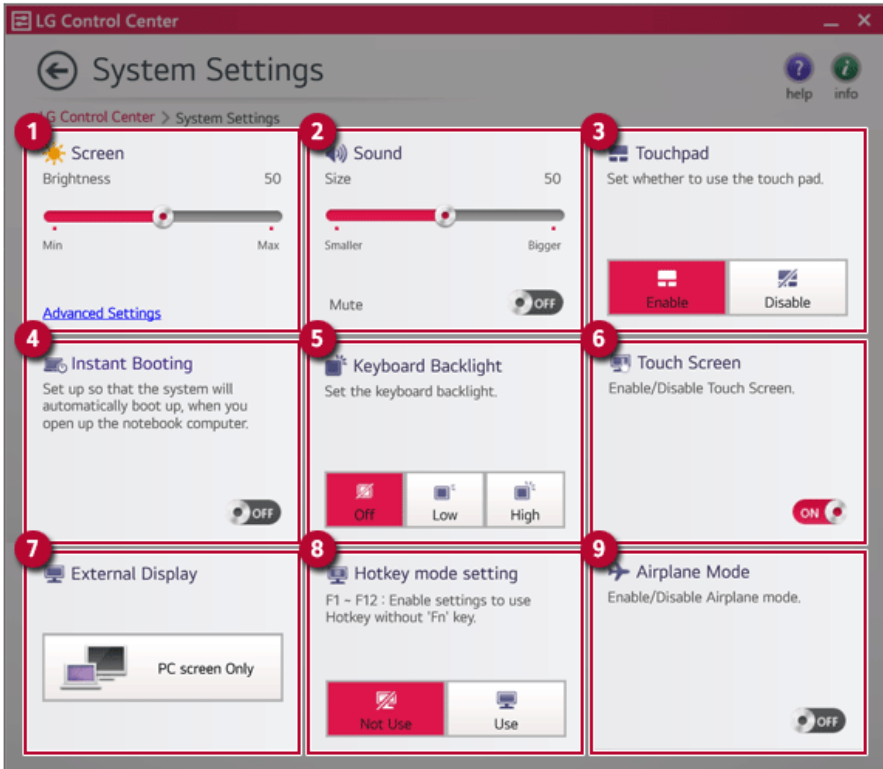 LG Control Center
System Settings
help
info
LG Control Center > System Settings
1
Screen
Brightness 50
Min Max
Advanced Settings
2
Sound
Size 50
Smaller Bigger
Mute OFF
3
Touchpad
Set whether to use the touch pad.
Enable Disable
4
Instant Booting
Set up so that the system will
automatically boot up, when you
open up the notebook computer.
OFF
5
Keyboard Backlight
Set the keyboard backlight.
Off Low High
6
Touch Screen
Enable/Disable Touch Screen.
ON
7
External Display
PC screen Only
8
Hotkey mode setting
F1 ~ F12 : Enable settings to use
Hotkey without 'Fn' key.
Not Use Use
9
Airplane Mode
Enable/Disable Airplane mode.
OFF